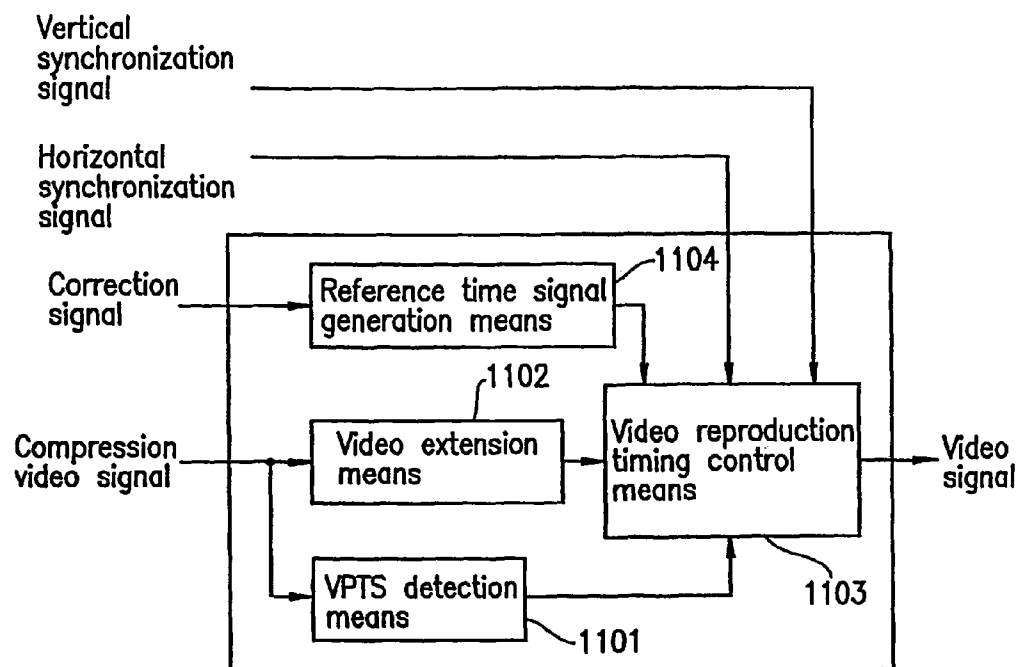 Vertical
synchronization
signal
Horizontal
synchronization
signal
Correction
signal
Reference time signal
generation means
1104
1102
Compression
video signal
Video extension
means
Video reproduction
timing control
means
Video
signal
VPTS detection
means
1103
1101